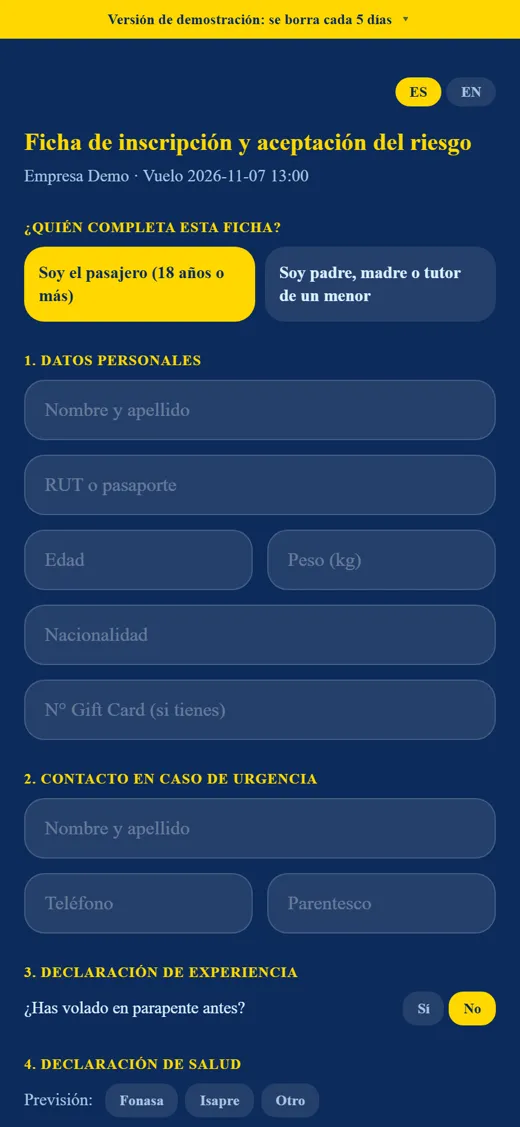 Versión de demostración: se borra cada 5 días ▾
ES EN
Ficha de inscripción y aceptación del riesgo
Empresa Demo · Vuelo 2026-11-07 13:00
¿QUIÉN COMPLETA ESTA FICHA?
Soy el pasajero (18 años o más)
Soy padre, madre o tutor de un menor
1. DATOS PERSONALES
Nombre y apellido
RUT o pasaporte
Edad
Peso (kg)
Nacionalidad
N° Gift Card (si tienes)
2. CONTACTO EN CASO DE URGENCIA
Nombre y apellido
Teléfono
Parentesco
3. DECLARACIÓN DE EXPERIENCIA
¿Has volado en parapente antes? Sí No
4. DECLARACIÓN DE SALUD
Previsión: Fonasa Isapre Otro